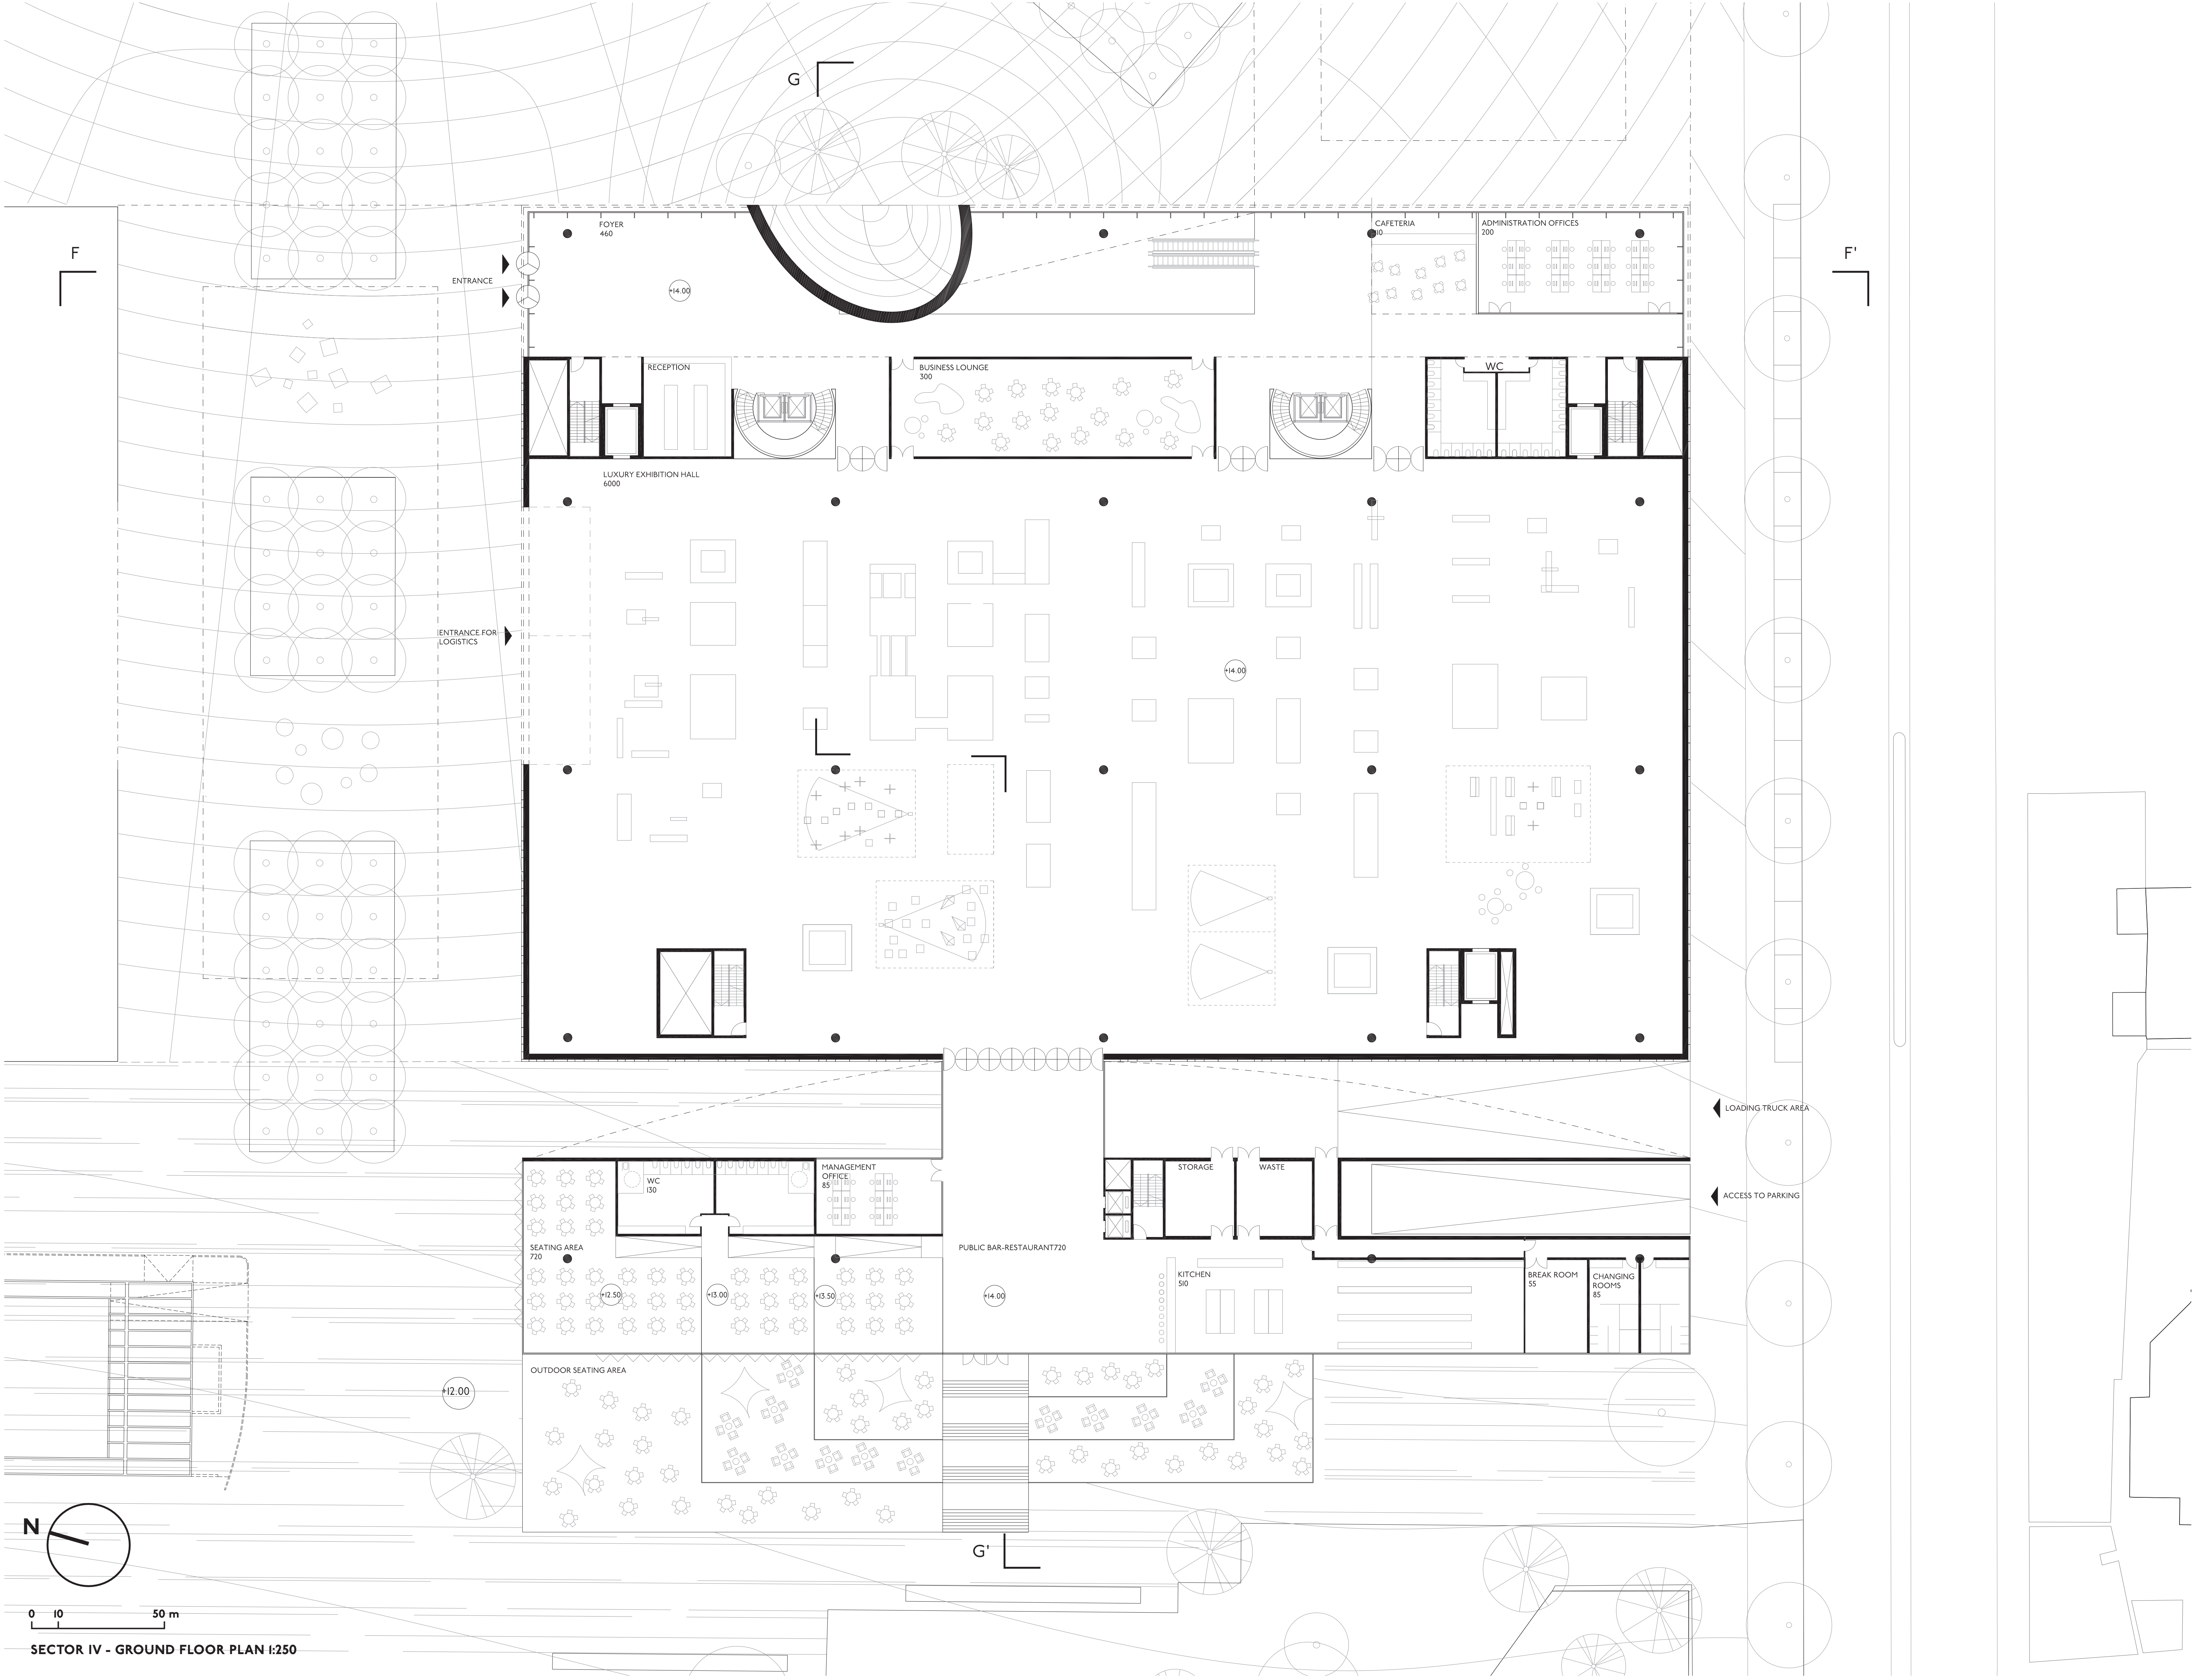 G
F
F'
FOYER
460
CAFETERIA
110
ADMINISTRATION OFFICES
200
ENTRANCE
+14.00
RECEPTION
BUSINESS LOUNGE
300
WC
LUXURY EXHIBITION HALL
6000
ENTRANCE FOR
LOGISTICS
+14.00
LOADING TRUCK AREA
MANAGEMENT
OFFICE
85
WC
130
STORAGE
WASTE
ACCESS TO PARKING
SEATING AREA
720
PUBLIC BAR-RESTAURANT720
KITCHEN
510
BREAK ROOM
55
CHANGING
ROOMS
85
+12.50
+13.00
+13.50
+14.00
OUTDOOR SEATING AREA
+12.00
N
G'
0 10 50 m
SECTOR IV - GROUND FLOOR PLAN 1:250